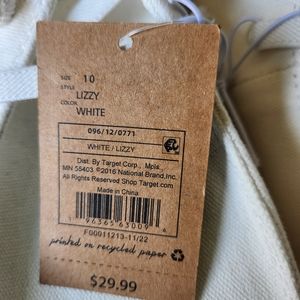 SIZE 10
STYLE LIZZY
COLOR WHITE
096/12/0771
WHITE / LIZZY
Dist. By Target Corp., Mpls.,
MN 55403 ©2016 National Brand,Inc.
All Rights Reserved Shop Target.com
Made in China
F00011213-11/22
printed on recycled paper
$29.99